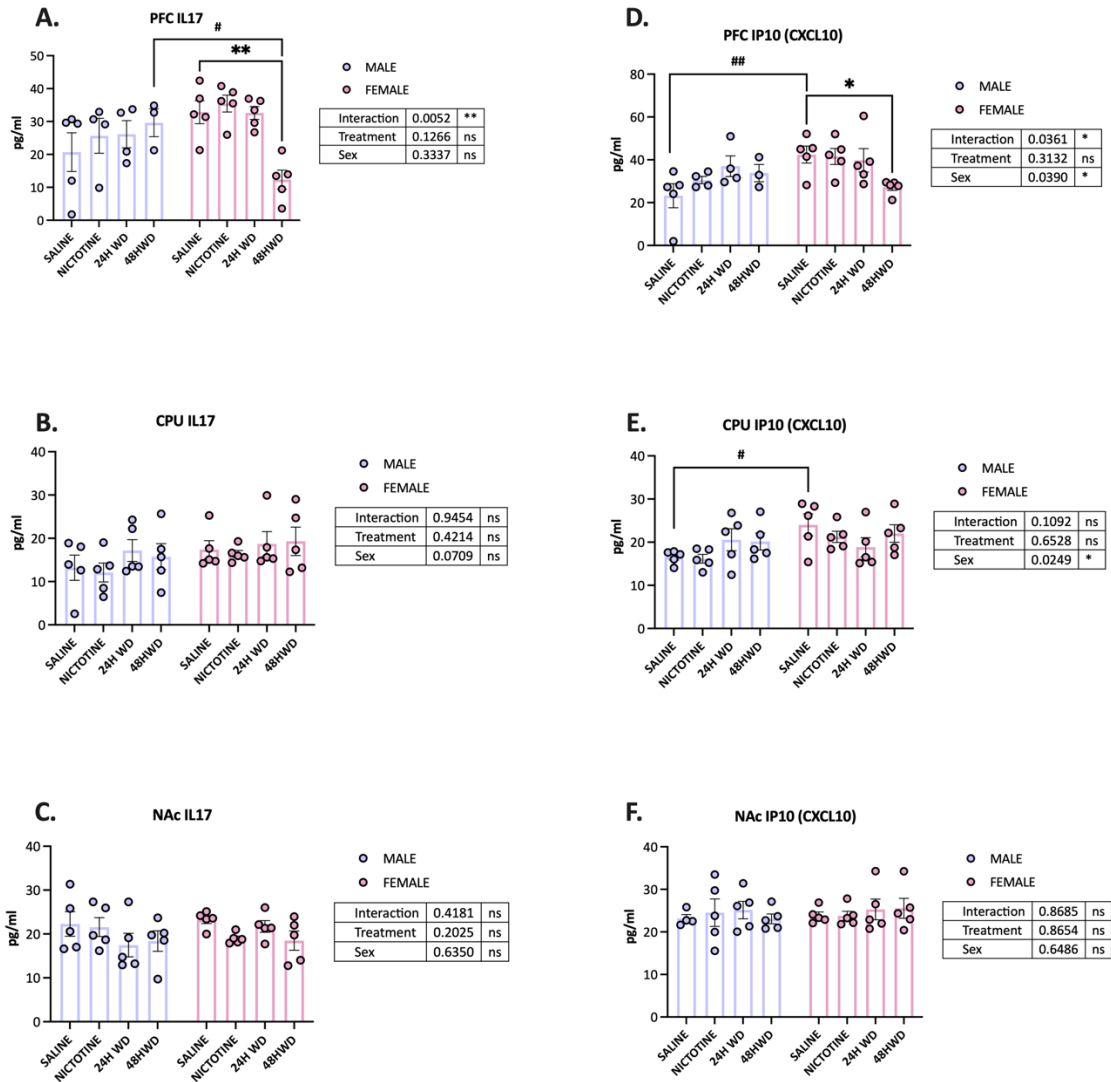 A.
PFC IL17
#
**
50
40
30
20
10
0
pg/ml
SALINE
NICTOTINE
24H WD
48HWD
SALINE
NICTOTINE
24H WD
48HWD
MALE
FEMALE
Interaction 0.0052 **
Treatment 0.1266 ns
Sex 0.3337 ns
D.
PFC IP10 (CXCL10)
##
*
80
60
40
20
0
pg/ml
SALINE
NICTOTINE
24H WD
48HWD
SALINE
NICTOTINE
24H WD
48HWD
MALE
FEMALE
Interaction 0.0361 *
Treatment 0.3132 ns
Sex 0.0390 *
B.
CPU IL17
40
30
20
10
0
pg/ml
SALINE
NICTOTINE
24H WD
48HWD
SALINE
NICTOTINE
24H WD
48HWD
MALE
FEMALE
Interaction 0.9454 ns
Treatment 0.4214 ns
Sex 0.0709 ns
E.
CPU IP10 (CXCL10)
#
40
30
20
10
0
pg/ml
SALINE
NICTOTINE
24H WD
48HWD
SALINE
NICTOTINE
24H WD
48HWD
MALE
FEMALE
Interaction 0.1092 ns
Treatment 0.6528 ns
Sex 0.0249 *
C.
NAc IL17
40
30
20
10
0
pg/ml
SALINE
NICTOTINE
24H WD
48HWD
SALINE
NICTOTINE
24H WD
48HWD
MALE
FEMALE
Interaction 0.4181 ns
Treatment 0.2025 ns
Sex 0.6350 ns
F.
NAc IP10 (CXCL10)
40
30
20
10
0
pg/ml
SALINE
NICTOTINE
24H WD
48HWD
SALINE
NICTOTINE
24H WD
48HWD
MALE
FEMALE
Interaction 0.8685 ns
Treatment 0.8654 ns
Sex 0.6486 ns